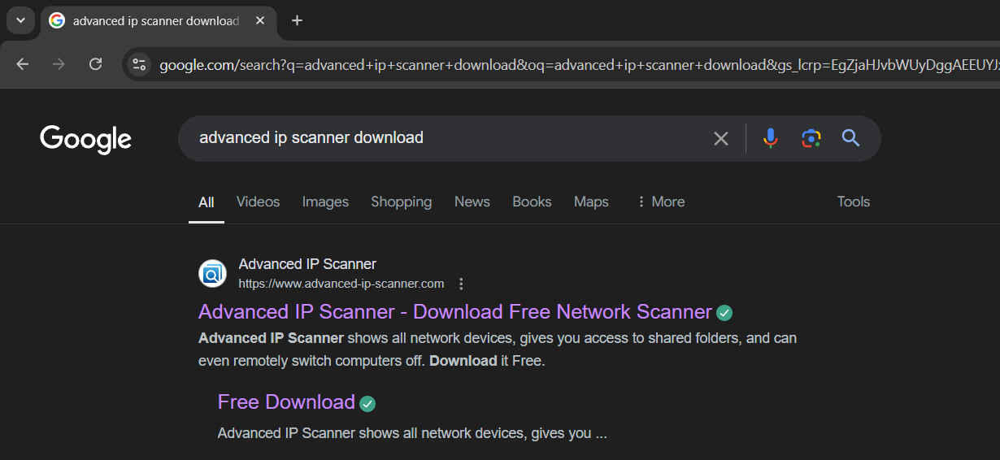 advanced ip scanner download
google.com/search?q=advanced+ip+scanner+download&oq=advanced+ip+scanner+download&gs_lcrp=EgZjaHJvbWUyDggAEEUYJx
Google
advanced ip scanner download
All Videos Images Shopping News Books Maps More Tools
Advanced IP Scanner
https://www.advanced-ip-scanner.com
Advanced IP Scanner - Download Free Network Scanner
Advanced IP Scanner shows all network devices, gives you access to shared folders, and can
even remotely switch computers off. Download it Free.
Free Download
Advanced IP Scanner shows all network devices, gives you ...